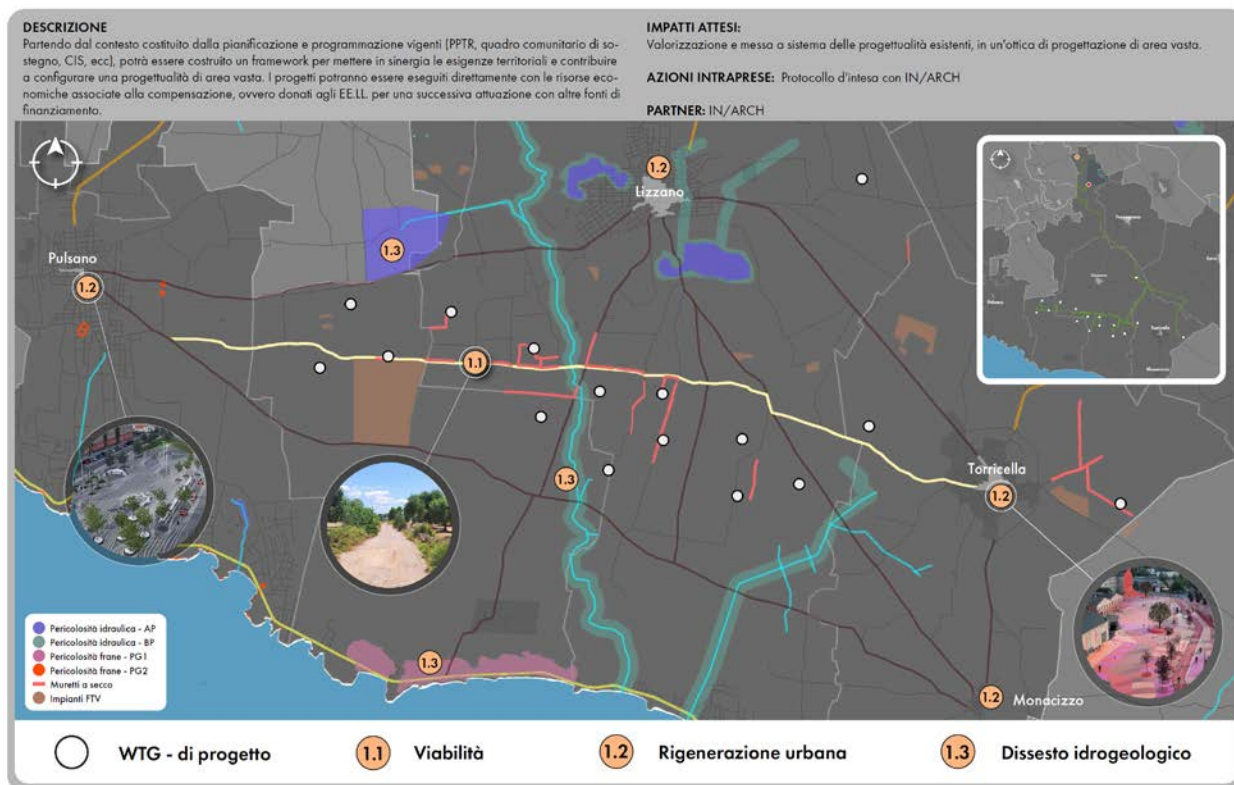 DESCRIZIONE
Partendo dal contesto costituito dalla pianificazione e programmazione vigenti (PPTR, quadro comunitario di so-
stegno, CIS, ecc), potrà essere costruito un framework per mettere in sinergia le esigenze territoriali e contribuire
a configurare una progettualità di area vasta. I progetti potranno essere eseguiti direttamente con le risorse eco-
nomiche associate alla compensazione, ovvero donati agli EE.LL. per una successiva attuazione con altre fonti di
finanziamento.
IMPATTI ATTESI:
Valorizzazione e messa a sistema delle progettualità esistenti, in un'ottica di progettazione di area vasta.
AZIONI INTRAPRESE: Protocollo d'intesa con IN/ARCH
PARTNER: IN/ARCH
1.2
Lizzano
1.3
Pulsano
1.2
1.1
1.3
Torricella
1.2
1.3
1.2
Monacizzo
Pericolosità idraulica - AP
Pericolosità idraulica - BP
Pericolosità frane - PG1
Pericolosità frane - PG2
Muretti a secco
Impianti FTV
WTG - di progetto
1.1 Viabilità
1.2 Rigenerazione urbana
1.3 Dissesto idrogeologico